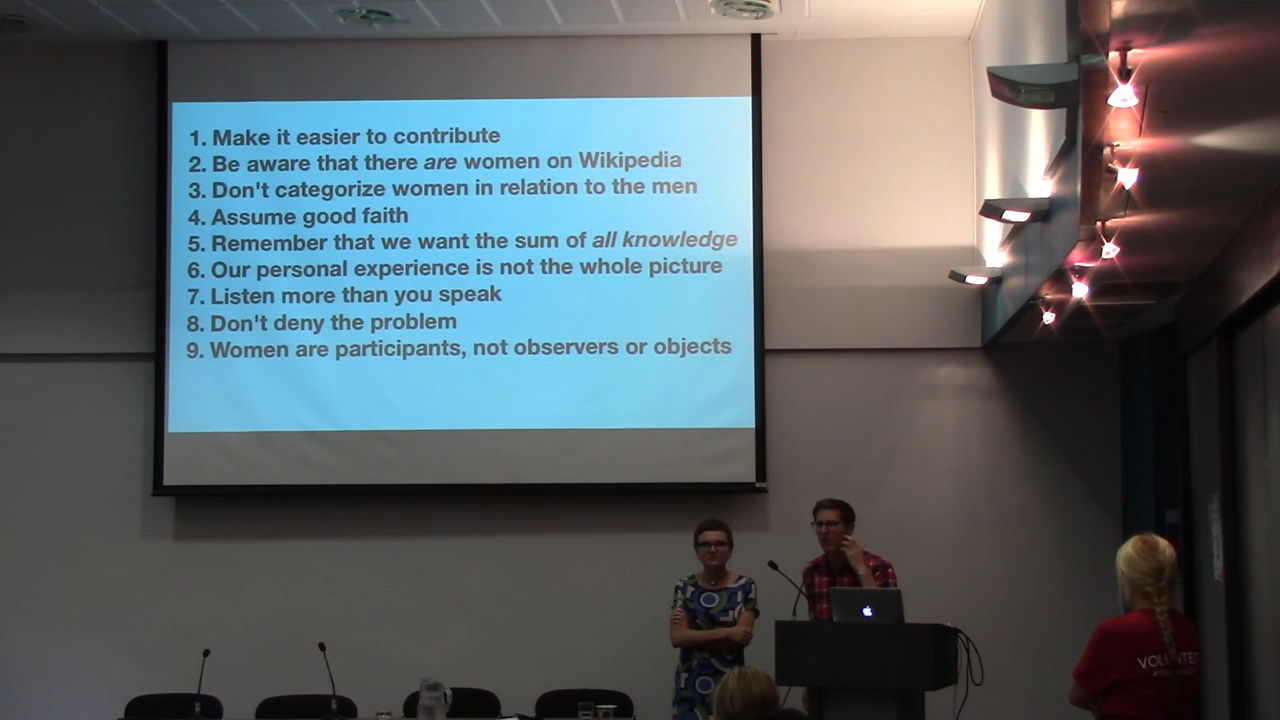 1. Make it easier to contribute
2. Be aware that there are women on Wikipedia
3. Don't categorize women in relation to the men
4. Assume good faith
5. Remember that we want the sum of all knowledge
6. Our personal experience is not the whole picture
7. Listen more than you speak
8. Don't deny the problem
9. Women are participants, not observers or objects